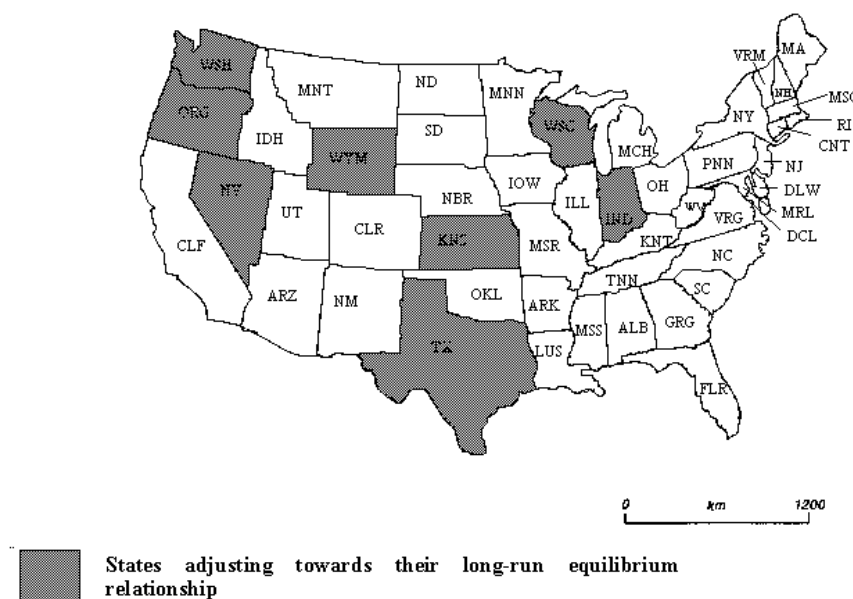 WSH
ORG
IDH
MNT
WYM
NV
CLF
UT
CLR
ARZ
NM
ND
SD
NBR
KNS
OKL
TX
MNN
IOW
MSR
ARK
LUS
WSC
ILL
MCH
IND
OH
KNT
TNN
MSS
ALB
GRG
FLR
SC
NC
VRG
WV
PNN
NY
VRM
NH
MA
MSC
RI
CNT
NJ
DLW
MRL
DCL
0 km 1200
States adjusting towards their long-run equilibrium
relationship